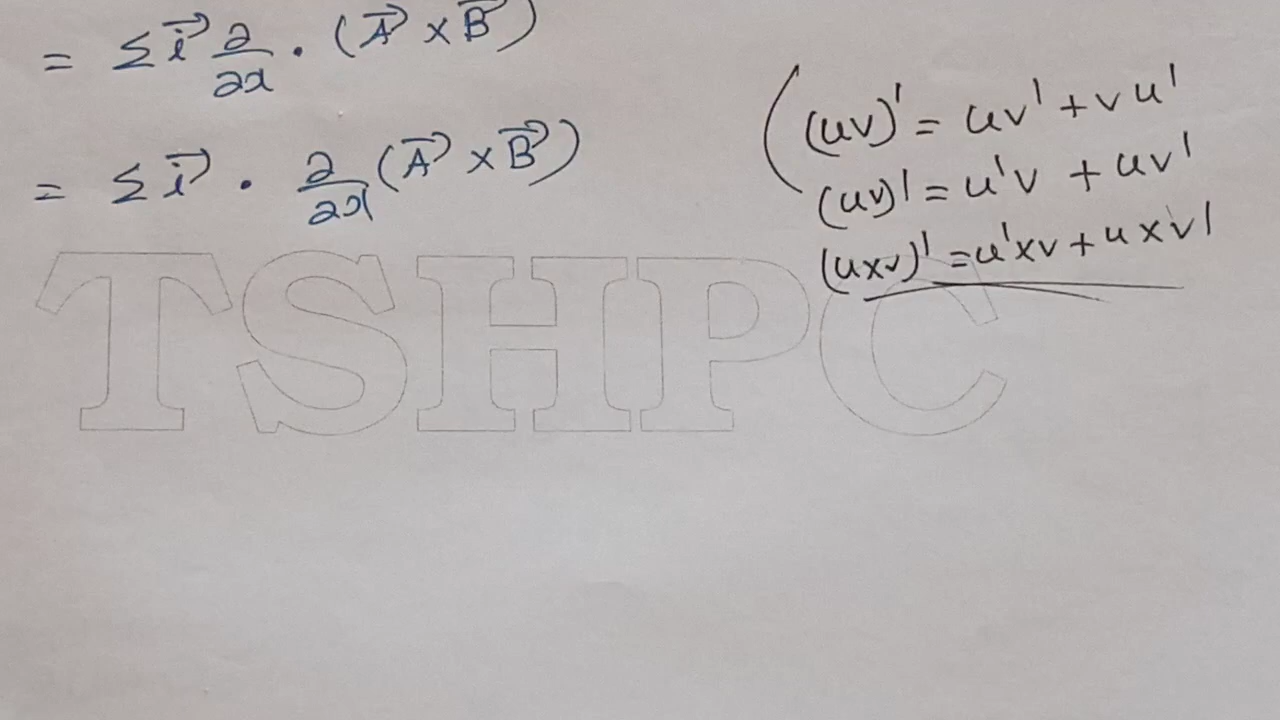 = Σ i⃗ ∂/∂x · (A⃗ × B⃗)
= Σ i⃗ · ∂/∂x (A⃗ × B⃗)
(uv)' = uv' + vu'
(uv)' = u'v + uv'
(u×v)' = u'×v + u×v'
TSHPC